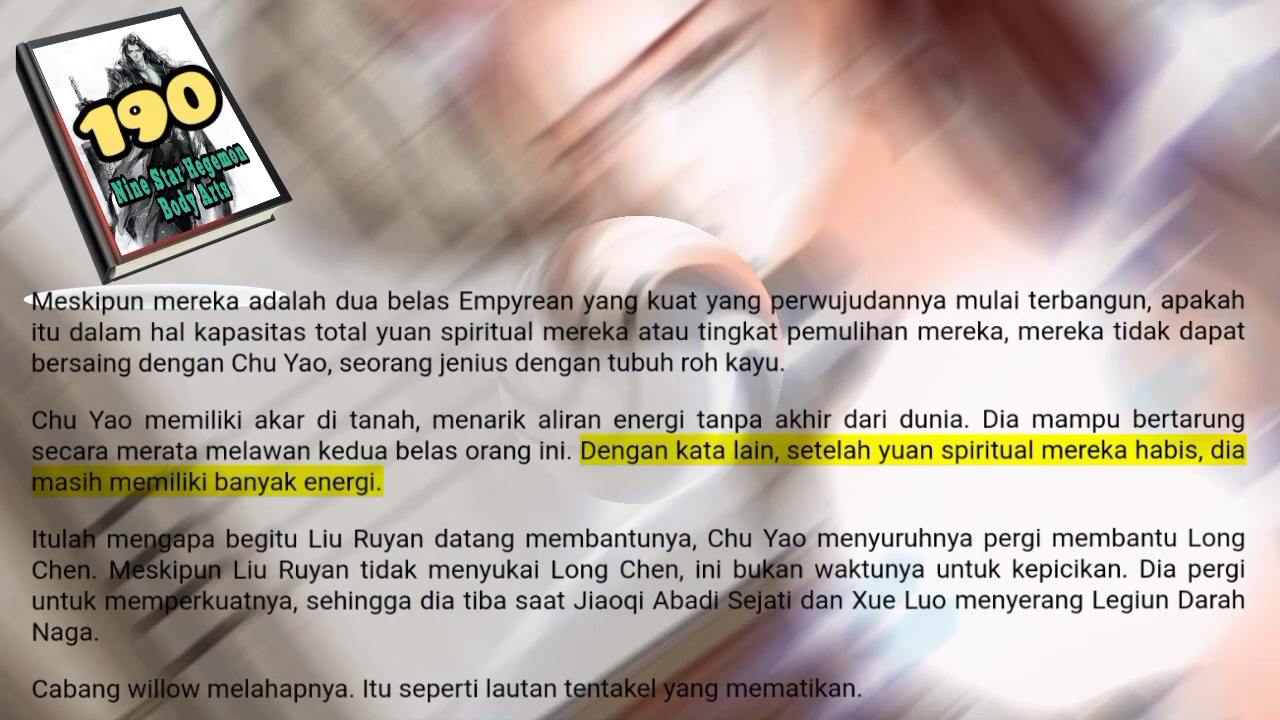 190
Nine Star Hegemon
Body Arts
Meskipun mereka adalah dua belas Empyrean yang kuat yang perwujudannya mulai terbangun, apakah
itu dalam hal kapasitas total yuan spiritual mereka atau tingkat pemulihan mereka, mereka tidak dapat
bersaing dengan Chu Yao, seorang jenius dengan tubuh roh kayu.
Chu Yao memiliki akar di tanah, menarik aliran energi tanpa akhir dari dunia. Dia mampu bertarung
secara merata melawan kedua belas orang ini. Dengan kata lain, setelah yuan spiritual mereka habis, dia
masih memiliki banyak energi.
Itulah mengapa begitu Liu Ruyan datang membantunya, Chu Yao menyuruhnya pergi membantu Long
Chen. Meskipun Liu Ruyan tidak menyukai Long Chen, ini bukan waktunya untuk kepicikan. Dia pergi
untuk memperkuatnya, sehingga dia tiba saat Jiaoqi Abadi Sejati dan Xue Luo menyerang Legiun Darah
Naga.
Cabang willow melahapnya. Itu seperti lautan tentakel yang mematikan.